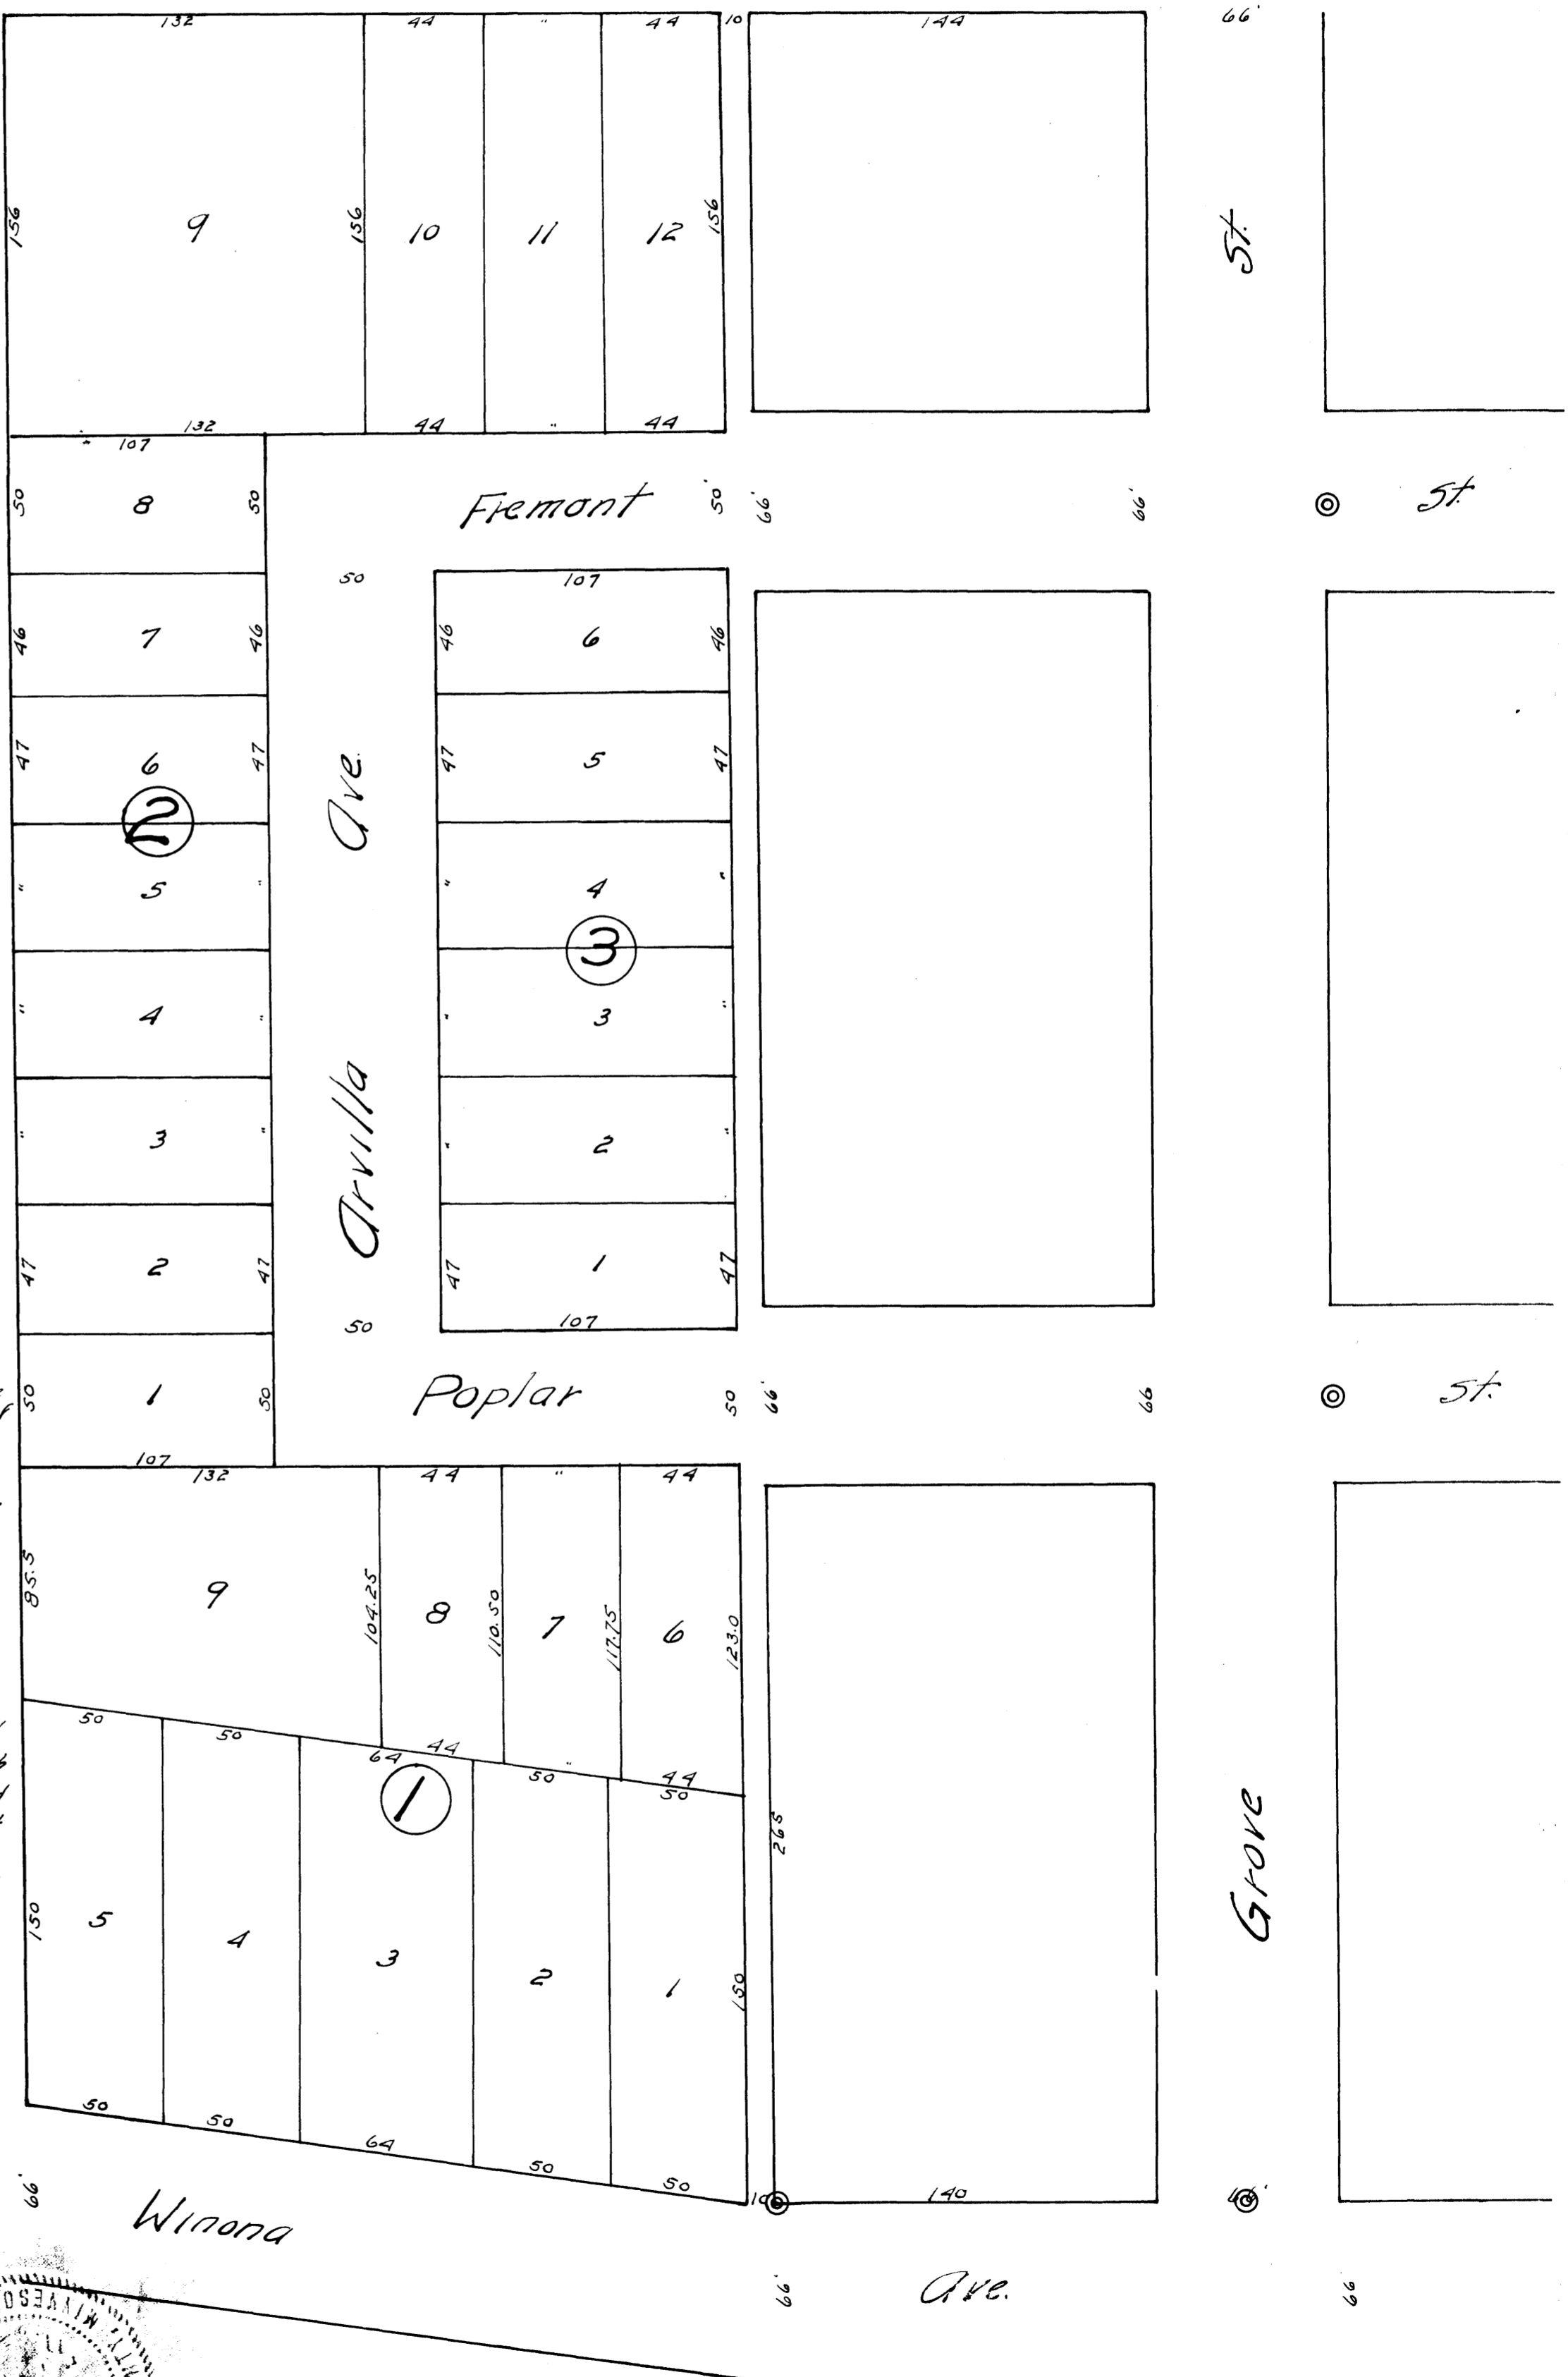 132 44 " 44 10 144 66'
156 9 156 10 11 12 156 St.
132 44 " 44
107
50 8 50 Fremont 50' 66' 66' St.
50 107
46 7 46 46 6 46
47 6 47 Ave. 47 5 47
2
" 5 " " 4 "
3
" 4 " " 3 "
" 3 " Arvilla " 2 "
47 2 47 47 1 47
50 107
50 1 50 Poplar 50 66' 66 St.
107
132 44 " 44
85.5 9 104.25 8 110.50 7 117.75 6 123.0
50 50 64 44 50 " 44 50
1
265
150 5 4 3 2 1 150 Grove
50 50 64 50 50
66' 10 140 66'
Winona Ave. 66' 66